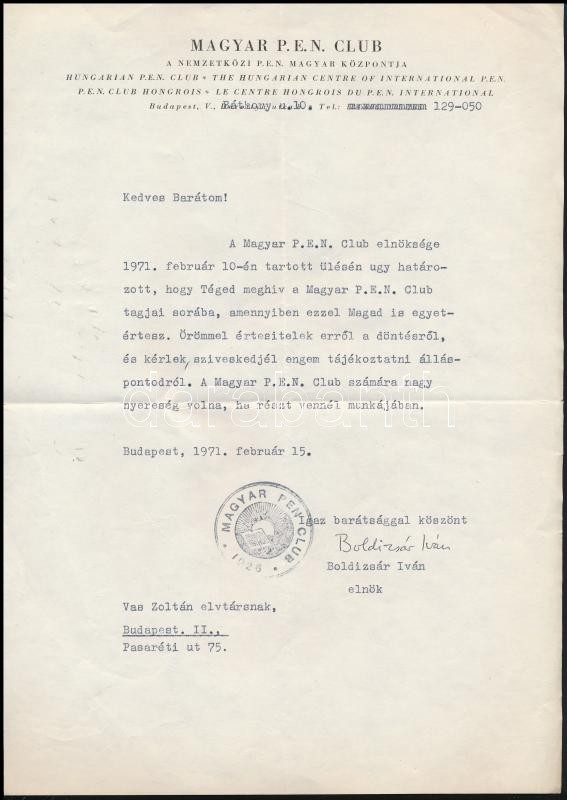 MAGYAR P.E.N. CLUB
A NEMZETKÖZI P.E.N. MAGYAR KÖZPONTJA
HUNGARIAN P.E.N. CLUB * THE HUNGARIAN CENTRE OF INTERNATIONAL P.E.N.
P.E.N. CLUB HONGROIS * LE CENTRE HONGROIS DU P.E.N. INTERNATIONAL
Budapest, V., Báthory u.10. Tel.: 129-050
Kedves Barátom!
A Magyar P.E.N. Club elnöksége
1971. február 10-én tartott ülésén ugy határo-
zott, hogy Téged meghiv a Magyar P.E.N. Club
tagjai sorába, amennyiben ezzel Magad is egyet-
értesz. Örömmel értesitelek erről a döntésről,
és kérlek, sziveskedjél engem tájékoztatni állás-
pontodról. A Magyar P.E.N. Club számára nagy
nyereség volna, ha részt vennél munkájában.
darabanth
Budapest, 1971. február 15.
MAGYAR PEN CLUB
* 1926 *
Igaz barátsággal köszönt
Boldizsár Iván
Boldizsár Iván
elnök
Vas Zoltán elvtársnak,
Budapest. II.,
Pasaréti ut 75.